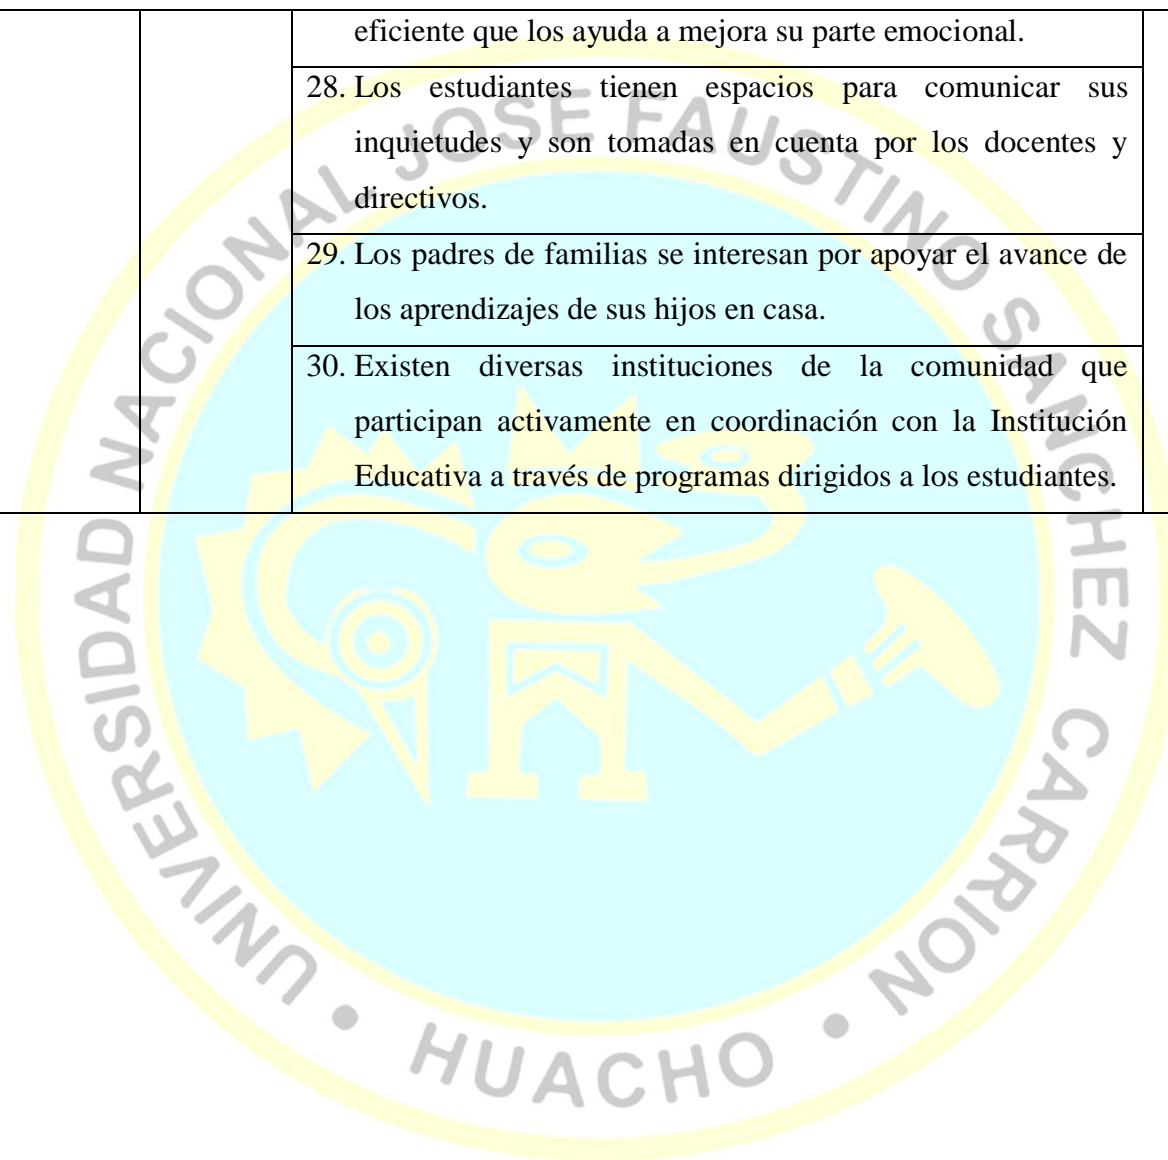 eficiente que los ayuda a mejora su parte emocional.
28. Los estudiantes tienen espacios para comunicar sus
inquietudes y son tomadas en cuenta por los docentes y
directivos.
29. Los padres de familias se interesan por apoyar el avance de
los aprendizajes de sus hijos en casa.
30. Existen diversas instituciones de la comunidad que
participan activamente en coordinación con la Institución
Educativa a través de programas dirigidos a los estudiantes.
UNIVERSIDAD NACIONAL JOSE FAUSTINO SANCHEZ CARRION
• HUACHO •